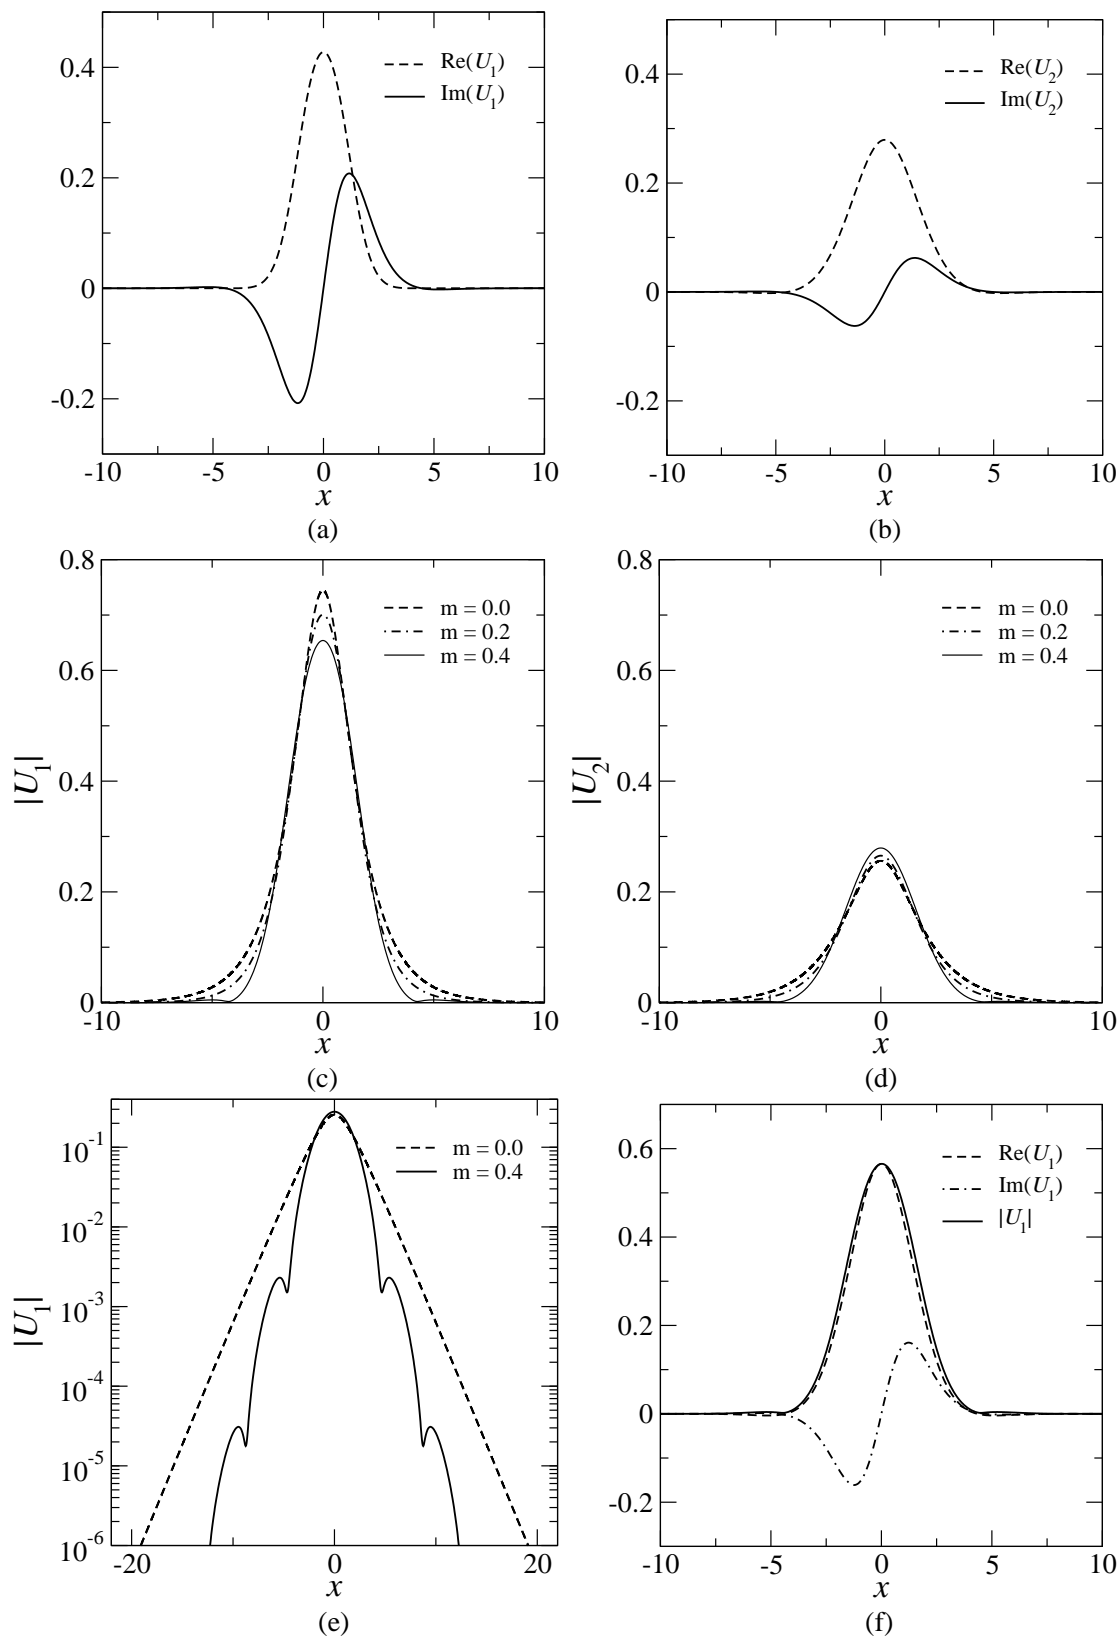 0.4
0.2
0
-0.2
Re(U1)
Im(U1)
-10 -5 0 5 10
x
(a)
0.4
0.2
0
-0.2
Re(U2)
Im(U2)
-10 -5 0 5 10
x
(b)
0.8
0.6
0.4
0.2
0
|U1|
m = 0.0
m = 0.2
m = 0.4
-10 0 10
x
(c)
0.8
0.6
0.4
0.2
0
|U2|
m = 0.0
m = 0.2
m = 0.4
-10 0 10
x
(d)
10-1
10-2
10-3
10-4
10-5
10-6
|U1|
m = 0.0
m = 0.4
-20 0 20
x
(e)
0.6
0.4
0.2
0
-0.2
Re(U1)
Im(U1)
|U1|
-10 -5 0 5 10
x
(f)